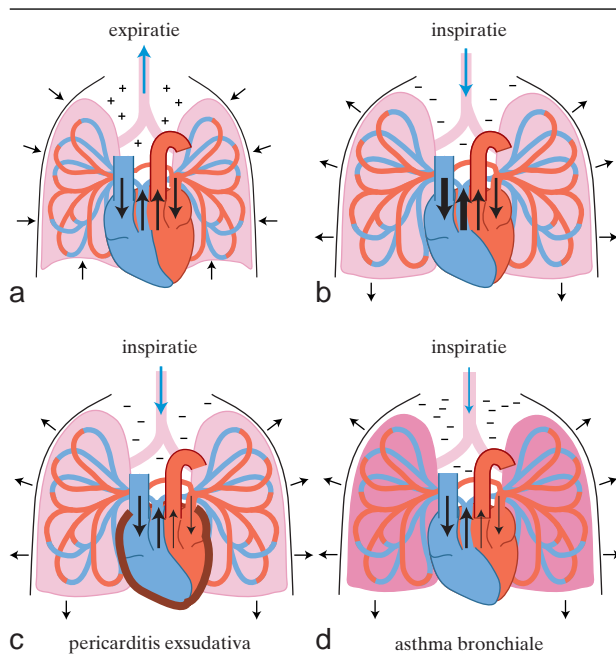 expiratie
inspiratie
a
b
inspiratie
inspiratie
c
pericarditis exsudativa
d
asthma bronchiale